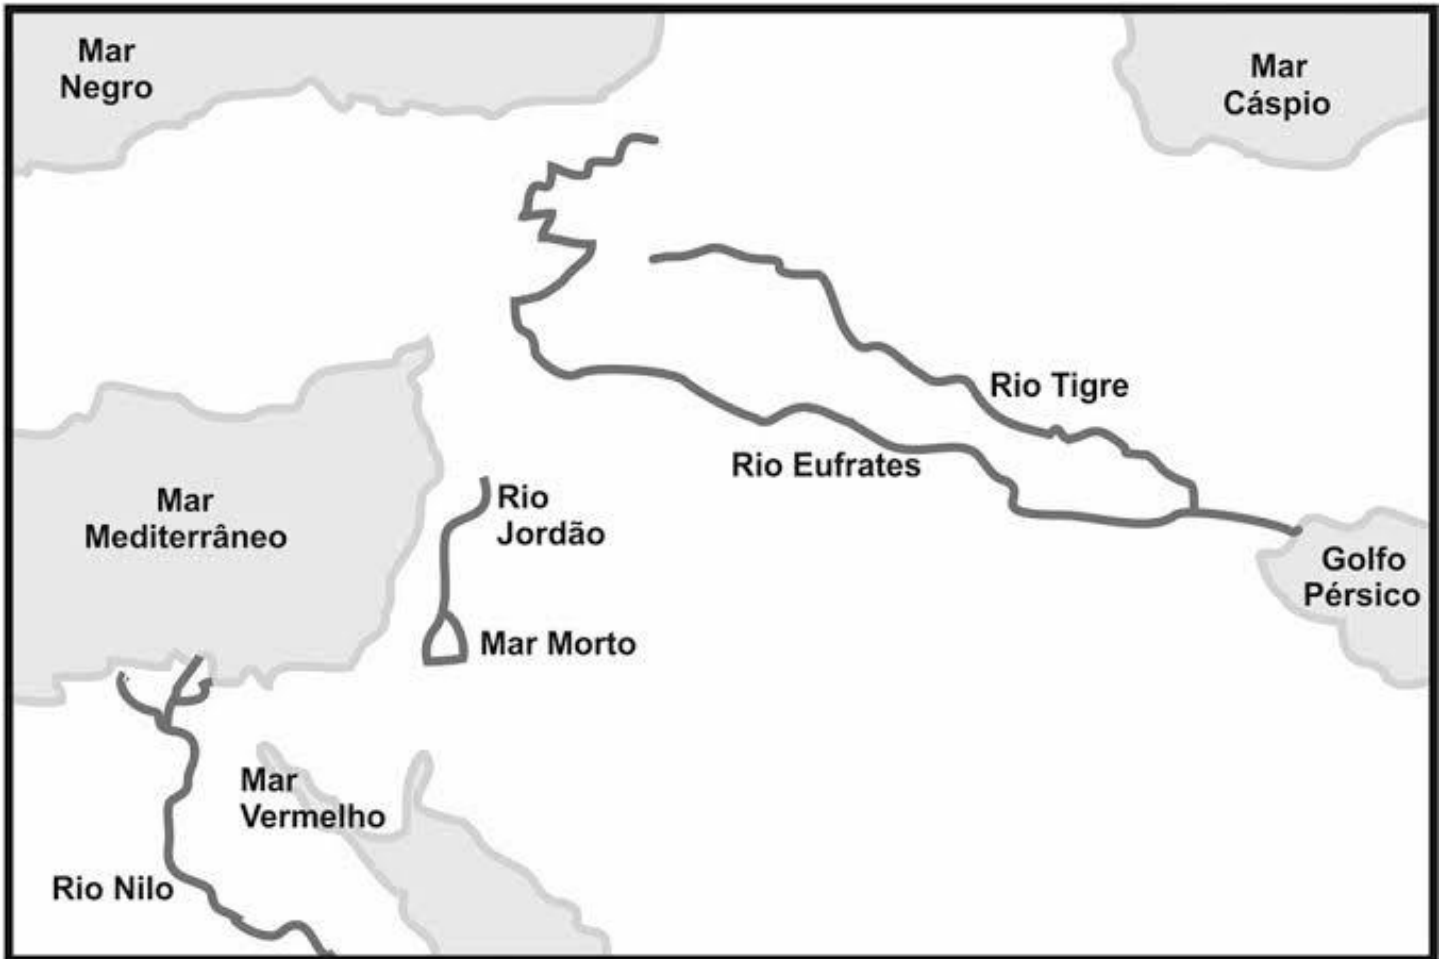 Mar
Negro
Mar
Cáspio
Rio Tigre
Rio Eufrates
Mar
Mediterrâneo
Rio
Jordão
Golfo
Pérsico
Mar Morto
Mar
Vermelho
Rio Nilo